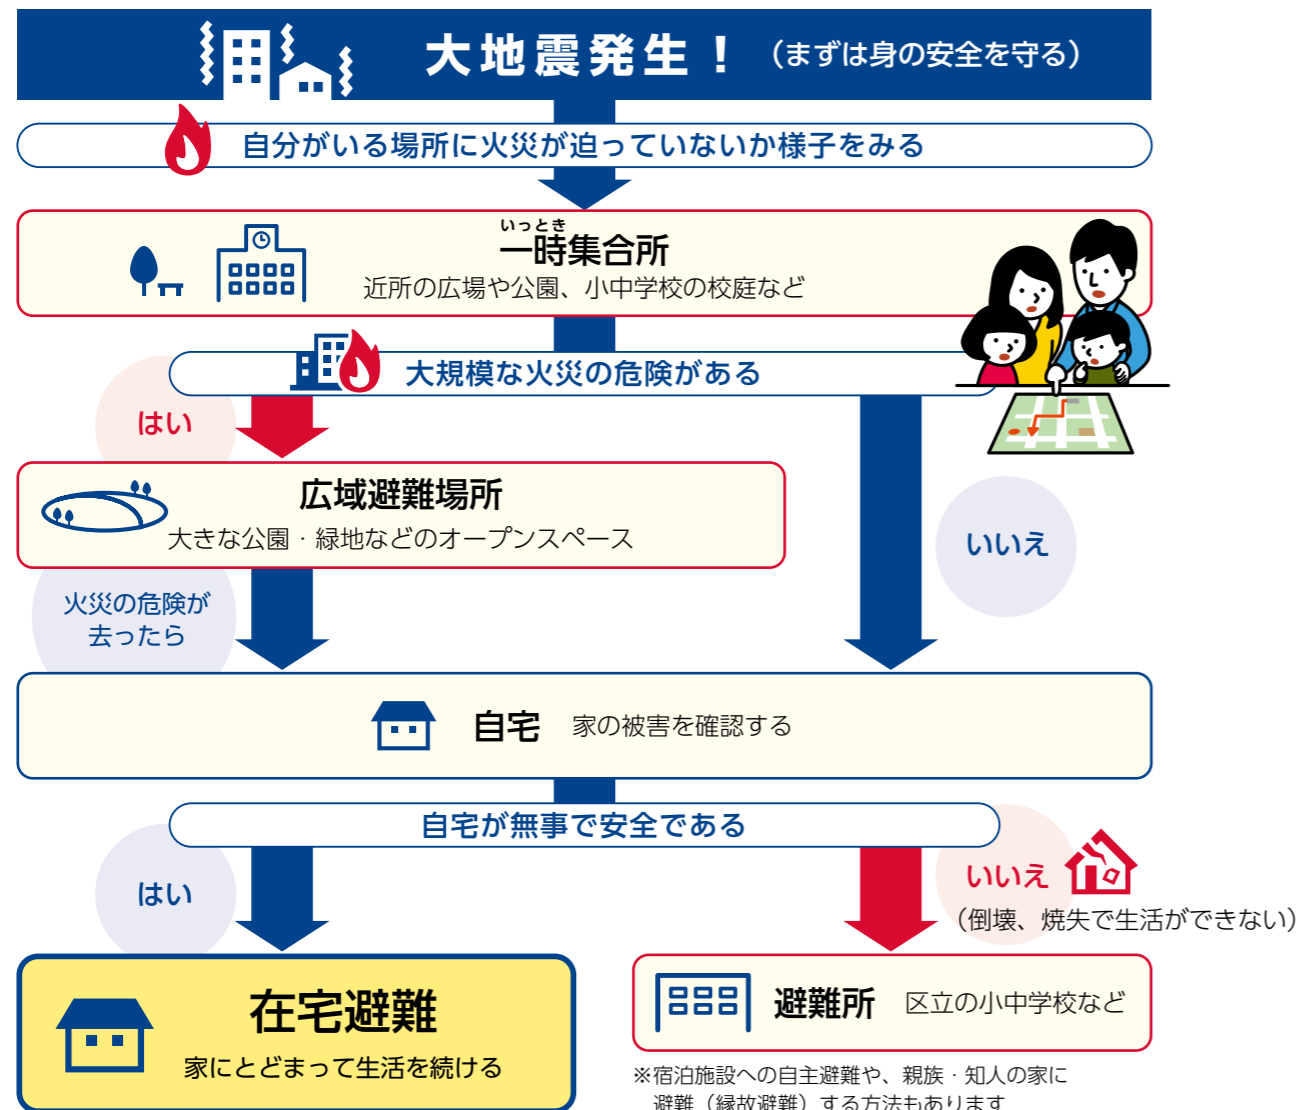 大地震発生！（まずは身の安全を守る）
自分がいる場所に火災が迫っていないか様子をみる
いっとき
一時集合所
近所の広場や公園、小中学校の校庭など
大規模な火災の危険がある
はい
広域避難場所
大きな公園・緑地などのオープンスペース
いいえ
火災の危険が
去ったら
自宅 家の被害を確認する
自宅が無事で安全である
はい
いいえ
（倒壊、焼失で生活ができない）
在宅避難
家にとどまって生活を続ける
避難所 区立の小中学校など
※宿泊施設への自主避難や、親族・知人の家に
避難（縁故避難）する方法もあります